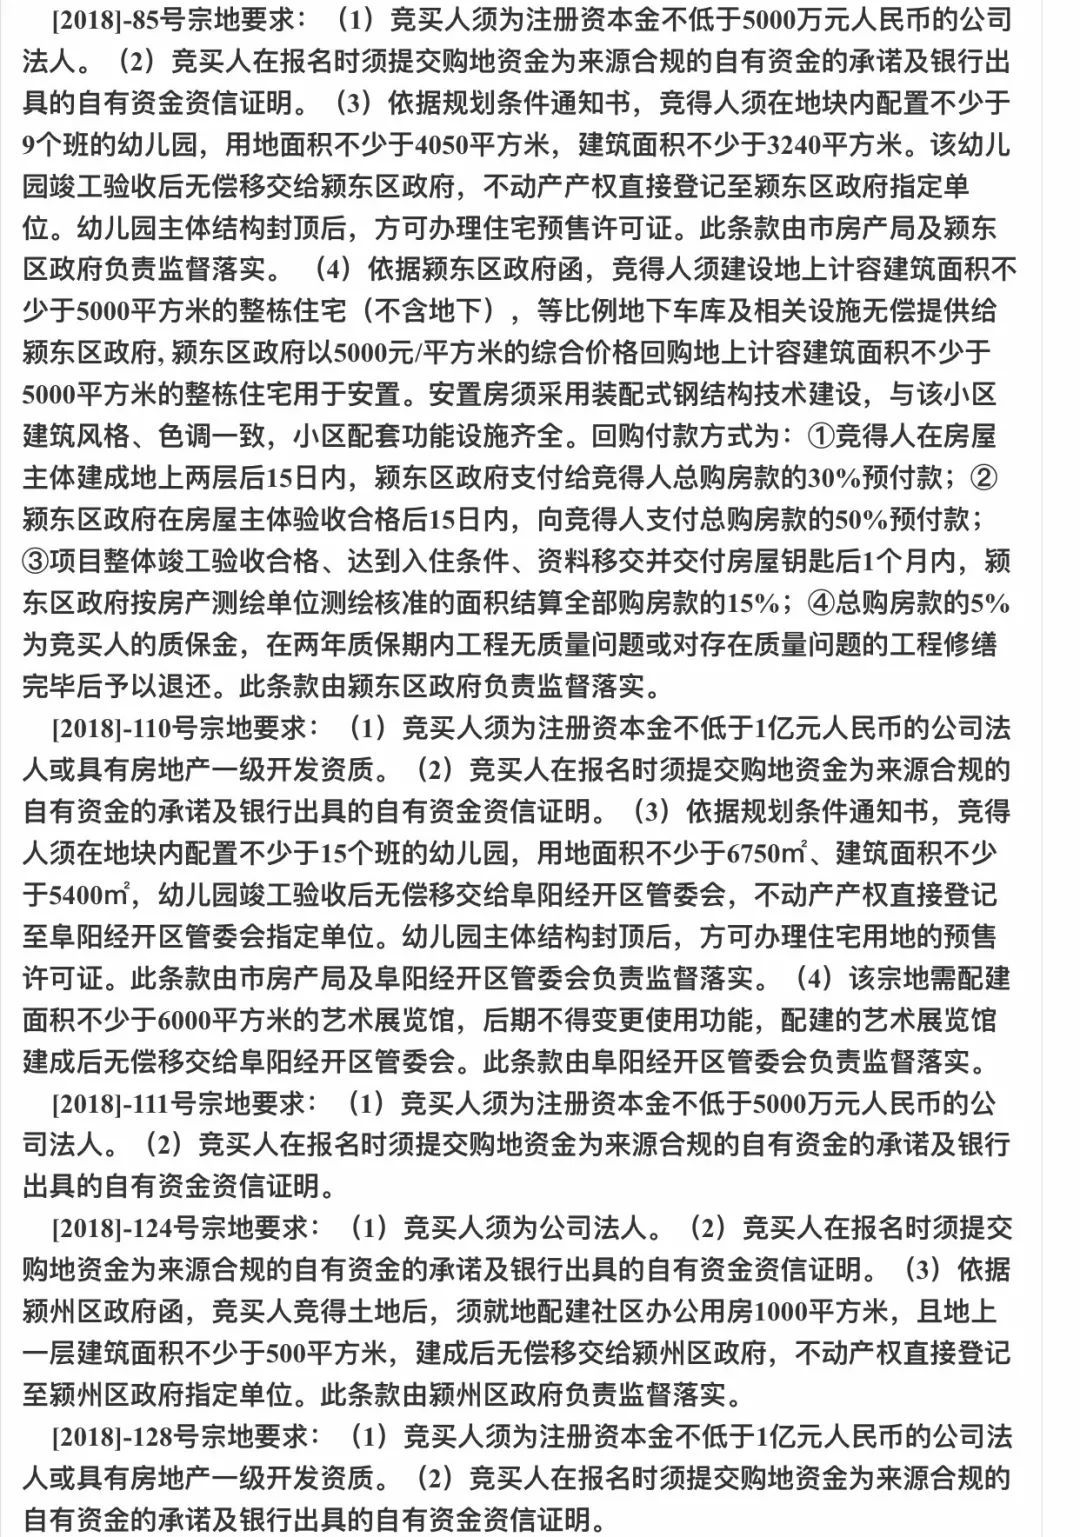 [2018]-85号宗地要求：（1）竞买人须为注册资本金不低于5000万元人民币的公司
法人。（2）竞买人在报名时须提交购地资金为来源合规的自有资金的承诺及银行出
具的自有资金资信证明。（3）依据规划条件通知书，竞得人须在地块内配置不少于
9个班的幼儿园，用地面积不少于4050平方米，建筑面积不少于3240平方米。该幼儿
园竣工验收后无偿移交给颍东区政府，不动产产权直接登记至颍东区政府指定单
位。幼儿园主体结构封顶后，方可办理住宅预售许可证。此条款由市房产局及颍东
区政府负责监督落实。（4）依据颍东区政府函，竞得人须建设地上计容建筑面积不
少于5000平方米的整栋住宅（不含地下），等比例地下车库及相关设施无偿提供给
颍东区政府, 颍东区政府以5000元/平方米的综合价格回购地上计容建筑面积不少于
5000平方米的整栋住宅用于安置。安置房须采用装配式钢结构技术建设，与该小区
建筑风格、色调一致，小区配套功能设施齐全。回购付款方式为：①竞得人在房屋
主体建成地上两层后15日内，颍东区政府支付给竞得人总购房款的30%预付款；②
颍东区政府在房屋主体验收合格后15日内，向竞得人支付总购房款的50%预付款；
③项目整体竣工验收合格、达到入住条件、资料移交并交付房屋钥匙后1个月内，颍
东区政府按房产测绘单位测绘核准的面积结算全部购房款的15%；④总购房款的5%
为竞买人的质保金，在两年质保期内工程无质量问题或对存在质量问题的工程修缮
完毕后予以退还。此条款由颍东区政府负责监督落实。
[2018]-110号宗地要求：（1）竞买人须为注册资本金不低于1亿元人民币的公司法
人或具有房地产一级开发资质。（2）竞买人在报名时须提交购地资金为来源合规的
自有资金的承诺及银行出具的自有资金资信证明。（3）依据规划条件通知书，竞得
人须在地块内配置不少于15个班的幼儿园，用地面积不少于6750㎡、建筑面积不少
于5400㎡，幼儿园竣工验收后无偿移交给阜阳经开区管委会，不动产产权直接登记
至阜阳经开区管委会指定单位。幼儿园主体结构封顶后，方可办理住宅用地的预售
许可证。此条款由市房产局及阜阳经开区管委会负责监督落实。（4）该宗地需配建
面积不少于6000平方米的艺术展览馆，后期不得变更使用功能，配建的艺术展览馆
建成后无偿移交给阜阳经开区管委会。此条款由阜阳经开区管委会负责监督落实。
[2018]-111号宗地要求：（1）竞买人须为注册资本金不低于5000万元人民币的公
司法人。（2）竞买人在报名时须提交购地资金为来源合规的自有资金的承诺及银行
出具的自有资金资信证明。
[2018]-124号宗地要求：（1）竞买人须为公司法人。（2）竞买人在报名时须提交
购地资金为来源合规的自有资金的承诺及银行出具的自有资金资信证明。（3）依据
颍州区政府函，竞买人竞得土地后，须就地配建社区办公用房1000平方米，且地上
一层建筑面积不少于500平方米，建成后无偿移交给颍州区政府，不动产权直接登记
至颍州区政府指定单位。此条款由颍州区政府负责监督落实。
[2018]-128号宗地要求：（1）竞买人须为注册资本金不低于1亿元人民币的公司法
人或具有房地产一级开发资质。（2）竞买人在报名时须提交购地资金为来源合规的
自有资金的承诺及银行出具的自有资金资信证明。